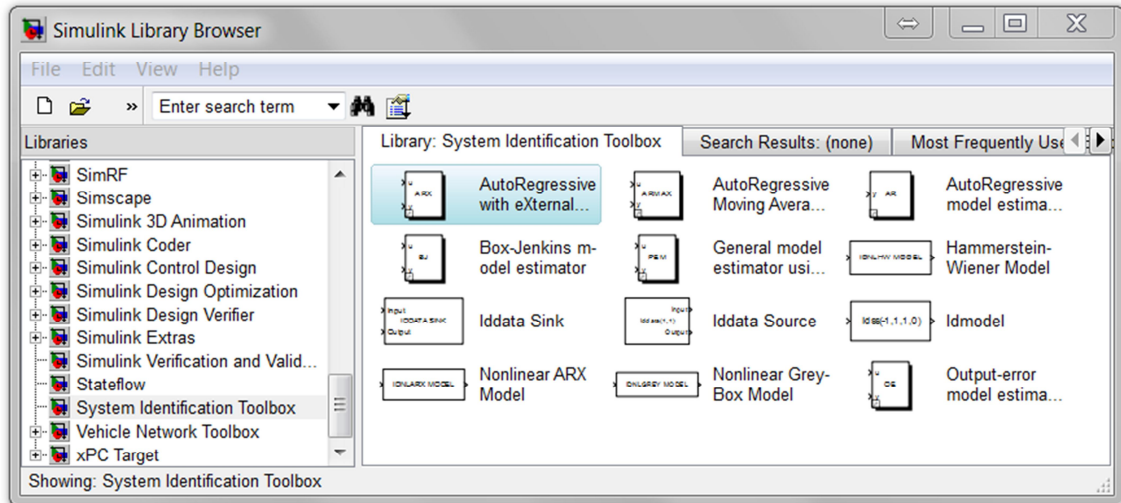 Simulink Library Browser
File Edit View Help
» Enter search term
Libraries
SimRF
Simscape
Simulink 3D Animation
Simulink Coder
Simulink Control Design
Simulink Design Optimization
Simulink Design Verifier
Simulink Extras
Simulink Verification and Valid...
Stateflow
System Identification Toolbox
Vehicle Network Toolbox
xPC Target
Library: System Identification Toolbox Search Results: (none) Most Frequently Use
u
ARX
y
AutoRegressive
with eXternal...
u
ARMAX
y
AutoRegressive
Moving Avera...
y AR
AutoRegressive
model estima...
u
BJ
y
Box-Jenkins m-
odel estimator
u
PEM
y
General model
estimator usi...
IDNLHW MODEL
Hammerstein-
Wiener Model
Input
IDDATA SINK
Output
Iddata Sink
Input
Output
Iddata Source
idss(-1,1,1,0)
Idmodel
IDNLARX MODEL
Nonlinear ARX
Model
IDNLGREY MODEL
Nonlinear Grey-
Box Model
u
OE
y
Output-error
model estima...
Showing: System Identification Toolbox